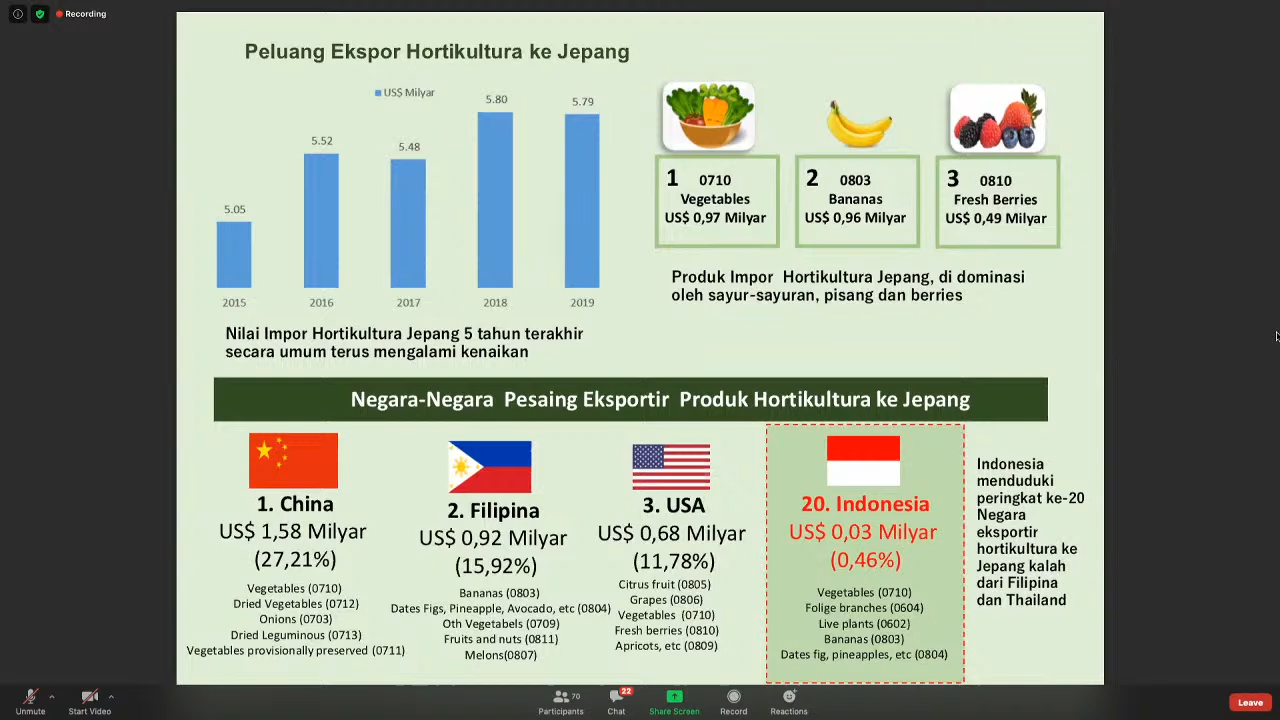 Recording
Peluang Ekspor Hortikultura ke Jepang
US$ Milyar
5.05
5.52
5.48
5.80
5.79
2015
2016
2017
2018
2019
Nilai Impor Hortikultura Jepang 5 tahun terakhir
secara umum terus mengalami kenaikan
1 0710
Vegetables
US$ 0,97 Milyar
2 0803
Bananas
US$ 0,96 Milyar
3 0810
Fresh Berries
US$ 0,49 Milyar
Produk Impor Hortikultura Jepang, di dominasi
oleh sayur-sayuran, pisang dan berries
Negara-Negara Pesaing Eksportir Produk Hortikultura ke Jepang
1. China
US$ 1,58 Milyar
(27,21%)
Vegetables (0710)
Dried Vegetables (0712)
Onions (0703)
Dried Leguminous (0713)
Vegetables provisionally preserved (0711)
2. Filipina
US$ 0,92 Milyar
(15,92%)
Bananas (0803)
Dates Figs, Pineapple, Avocado, etc (0804)
Oth Vegetabels (0709)
Fruits and nuts (0811)
Melons(0807)
3. USA
US$ 0,68 Milyar
(11,78%)
Citrus fruit (0805)
Grapes (0806)
Vegetables (0710)
Fresh berries (0810)
Apricots, etc (0809)
20. Indonesia
US$ 0,03 Milyar
(0,46%)
Vegetables (0710)
Folige branches (0604)
Live plants (0602)
Bananas (0803)
Dates fig, pineapples, etc (0804)
Indonesia
menduduki
peringkat ke-20
Negara
eksportir
hortikultura ke
Jepang kalah
dari Filipina
dan Thailand
Unmute
Start Video
70
Participants
22
Chat
Share Screen
Record
Reactions
Leave